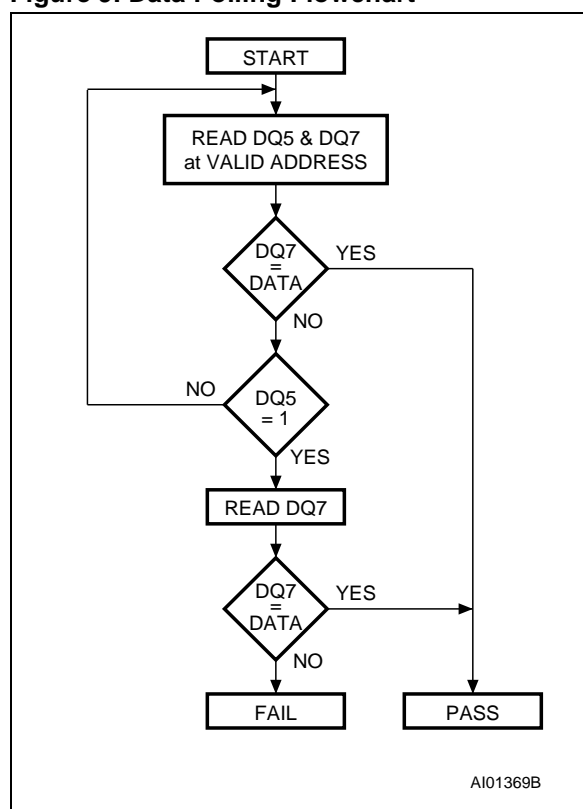 Figure Data Polling Flowchart
START
READ DQ5 & DQ7
at VALID ADDRESS
DQ7
=
DATA
YES
NO
DQ5
= 1
NO
YES
READ DQ7
DQ7
=
DATA
YES
NO
FAIL
PASS
AI01369B